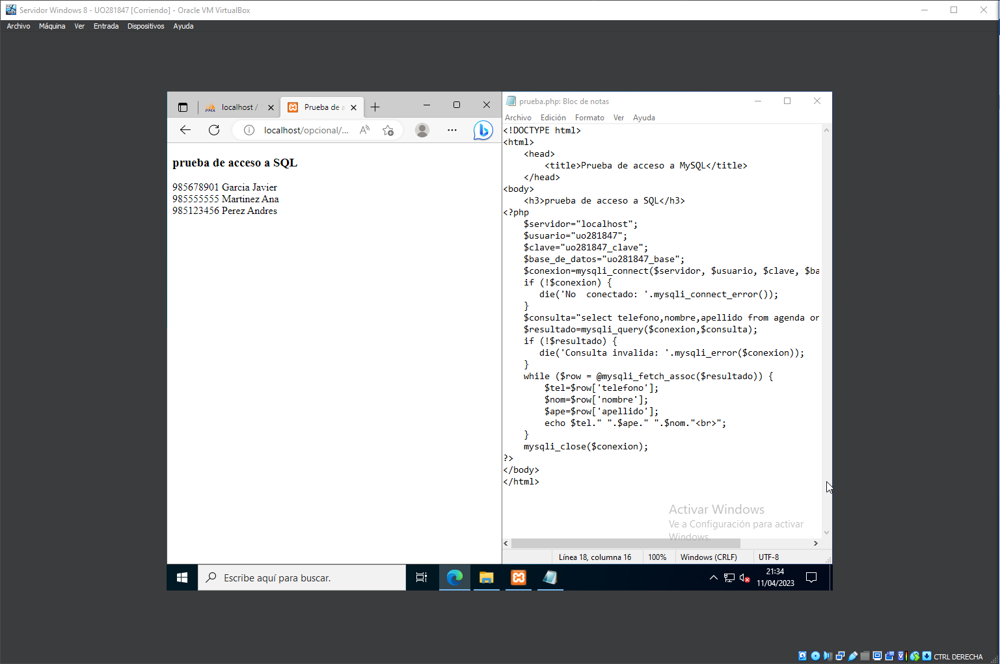 Servidor Windows 8 - UO281847 [Corriendo] - Oracle VM VirtualBox
Archivo Máquina Ver Entrada Dispositivos Ayuda
PMA localhost /
Prueba de a
localhost/opcional/...
prueba de acceso a SQL
985678901 Garcia Javier
985555555 Martinez Ana
985123456 Perez Andres
prueba.php: Bloc de notas
Archivo Edición Formato Ver Ayuda
<!DOCTYPE html>
<html>
    <head>
        <title>Prueba de acceso a MySQL</title>
    </head>
<body>
    <h3>prueba de acceso a SQL</h3>
<?php
    $servidor="localhost";
    $usuario="uo281847";
    $clave="uo281847_clave";
    $base_de_datos="uo281847_base";
    $conexion=mysqli_connect($servidor, $usuario, $clave, $ba
    if (!$conexion) {
       die('No  conectado: '.mysqli_connect_error());
    }
    $consulta="select telefono,nombre,apellido from agenda or
    $resultado=mysqli_query($conexion,$consulta);
    if (!$resultado) {
       die('Consulta invalida: '.mysqli_error($conexion));
    }
    while ($row = @mysqli_fetch_assoc($resultado)) {
        $tel=$row['telefono'];
        $nom=$row['nombre'];
        $ape=$row['apellido'];
        echo $tel." ".$ape." ".$nom."<br>";
    }
    mysqli_close($conexion);
?>
</body>
</html>
Activar Windows
Ve a Configuración para activar
Windows.
Línea 18, columna 16 100% Windows (CRLF) UTF-8
Escribe aquí para buscar.
21:34
11/04/2023
CTRL DERECHA